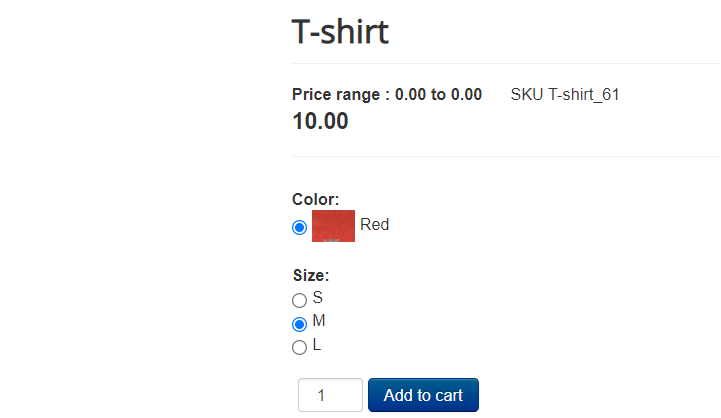 T-shirt
Price range : 0.00 to 0.00 SKU T-shirt_61
10.00
Color:
Red
Size:
S
M
L
1 Add to cart